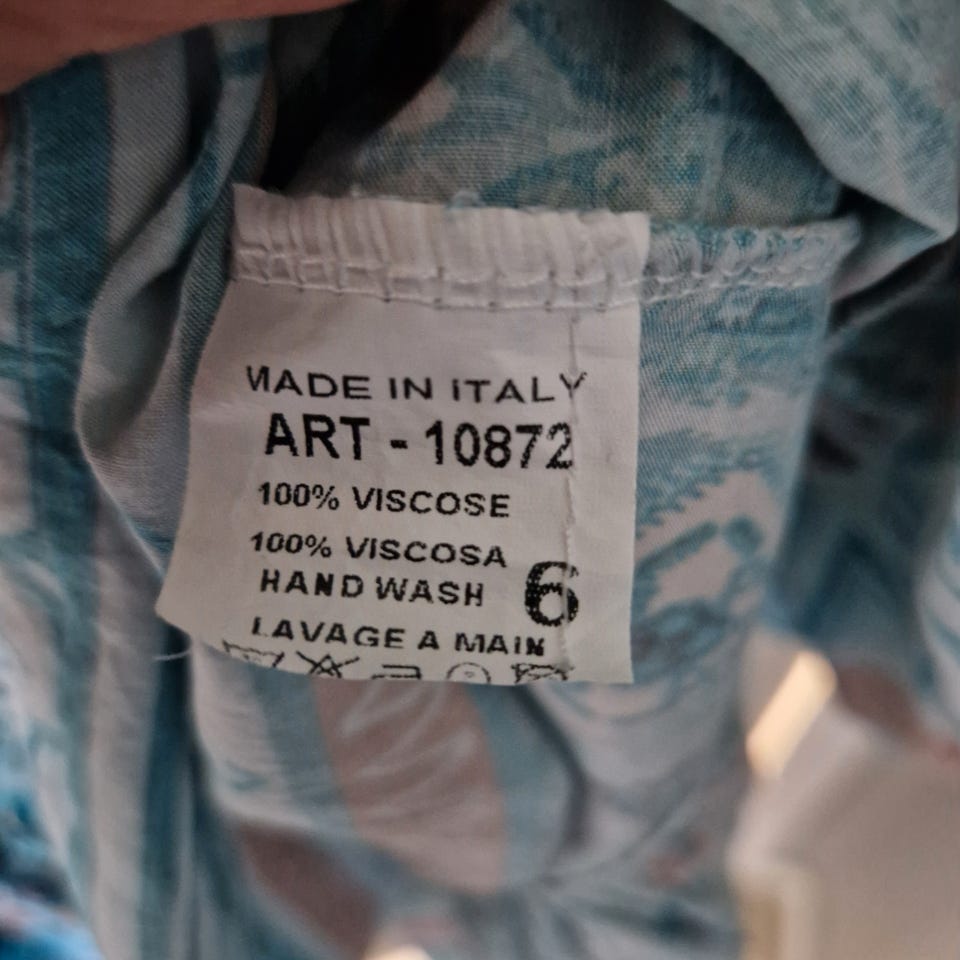 MADE IN ITALY
ART - 10872
100% VISCOSE
100% VISCOSA
HAND WASH 6
LAVAGE A MAIN